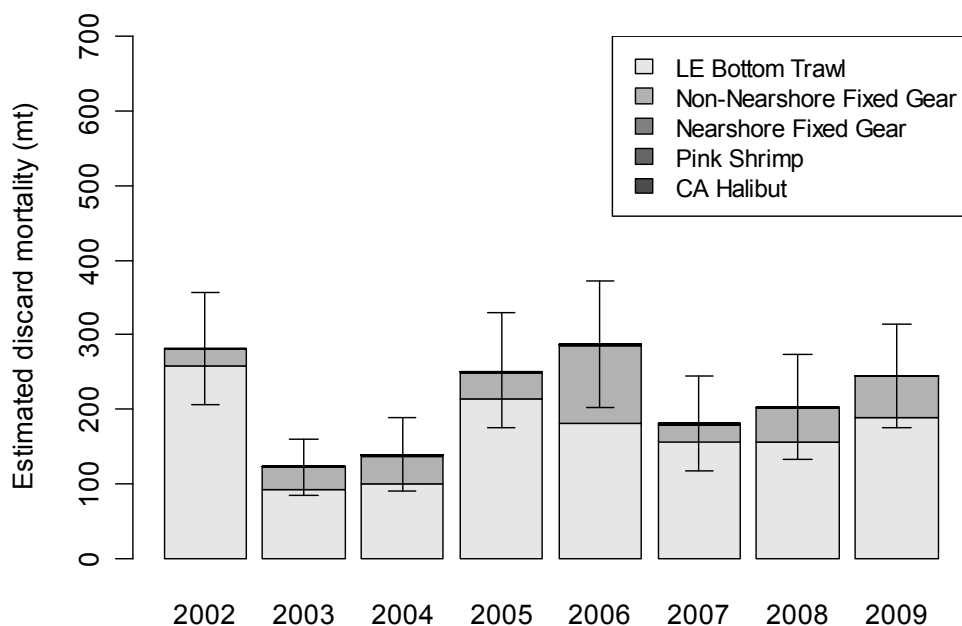 Estimated discard mortality (mt)
700
600
500
400
300
200
100
0
LE Bottom Trawl
Non-Nearshore Fixed Gear
Nearshore Fixed Gear
Pink Shrimp
CA Halibut
2002 2003 2004 2005 2006 2007 2008 2009